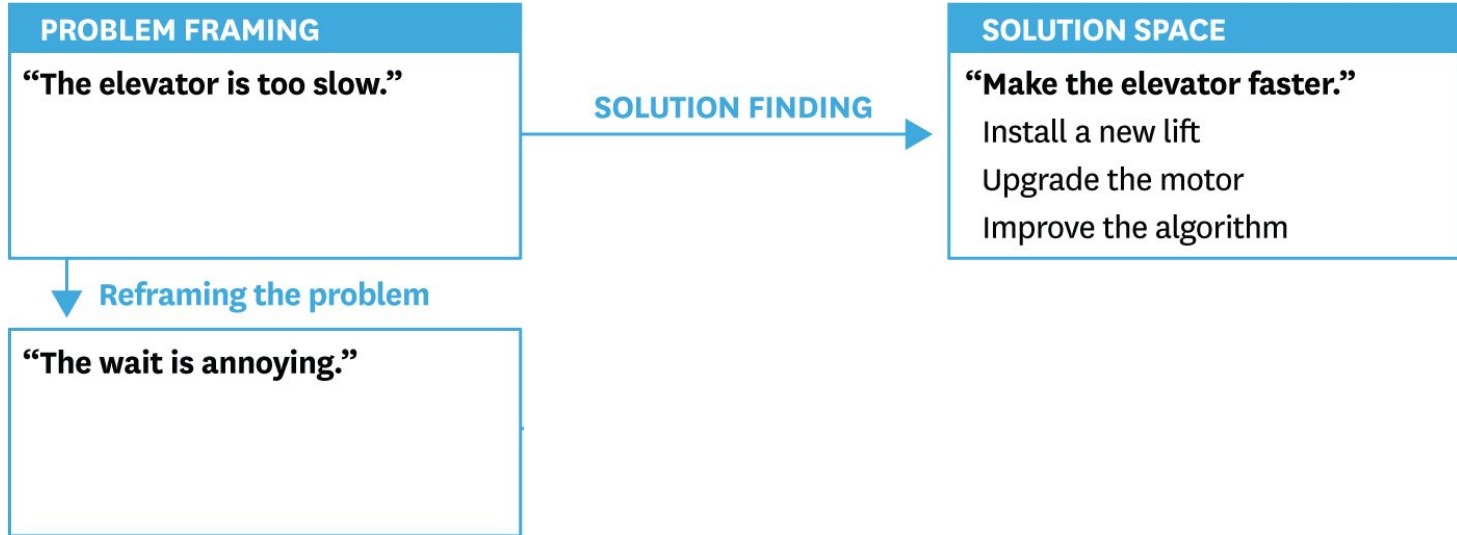 PROBLEM FRAMING
“The elevator is too slow.”
SOLUTION FINDING
SOLUTION SPACE
“Make the elevator faster.”
Install a new lift
Upgrade the motor
Improve the algorithm
Reframing the problem
“The wait is annoying.”